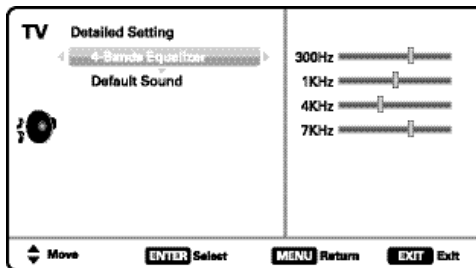 TV Detailed Setting
4-Bands Equalizer
Default Sound
300Hz
1KHz
4KHz
7KHz
Move ENTER Select MENU Return EXIT Exit